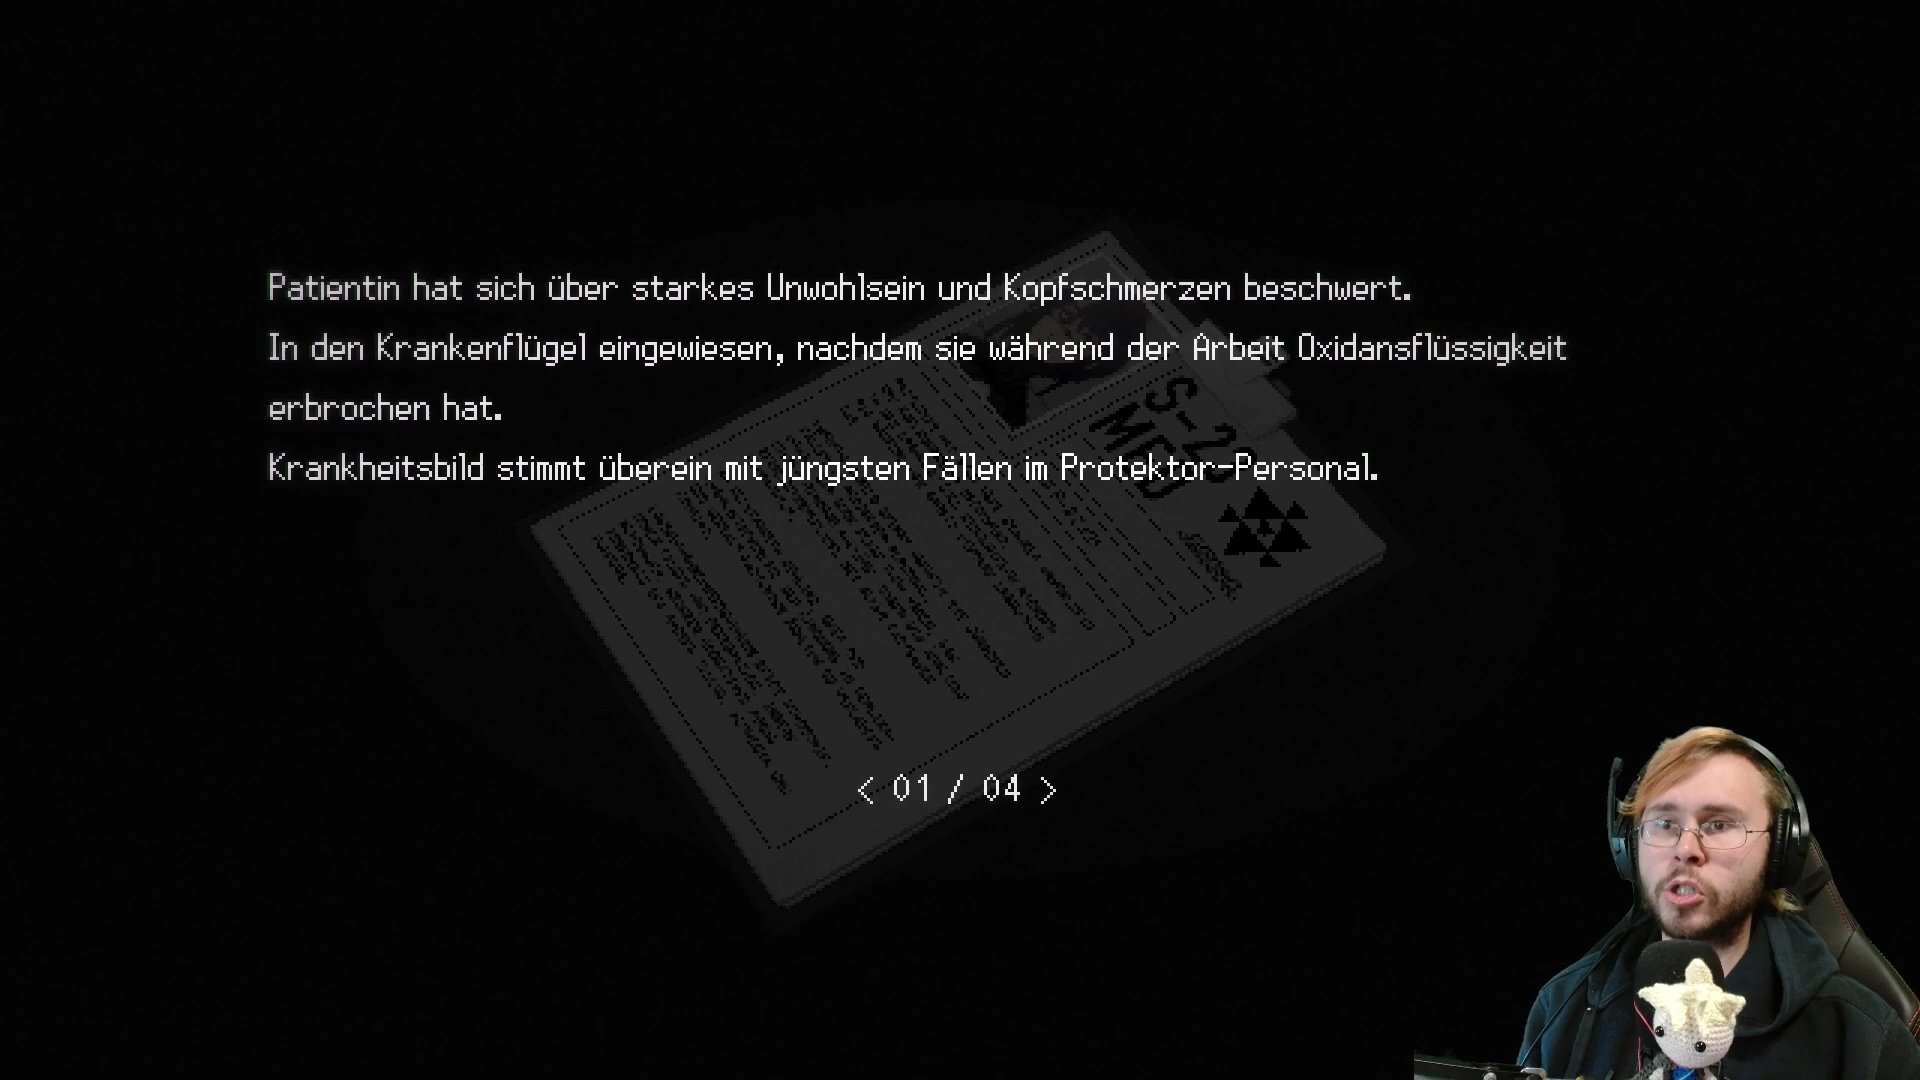 Patientin hat sich über starkes Unwohlsein und Kopfschmerzen beschwert.
In den Krankenflügel eingewiesen, nachdem sie während der Arbeit Oxidansflüssigkeit
erbrochen hat.
Krankheitsbild stimmt überein mit jüngsten Fällen im Protektor-Personal.
< 01 / 04 >